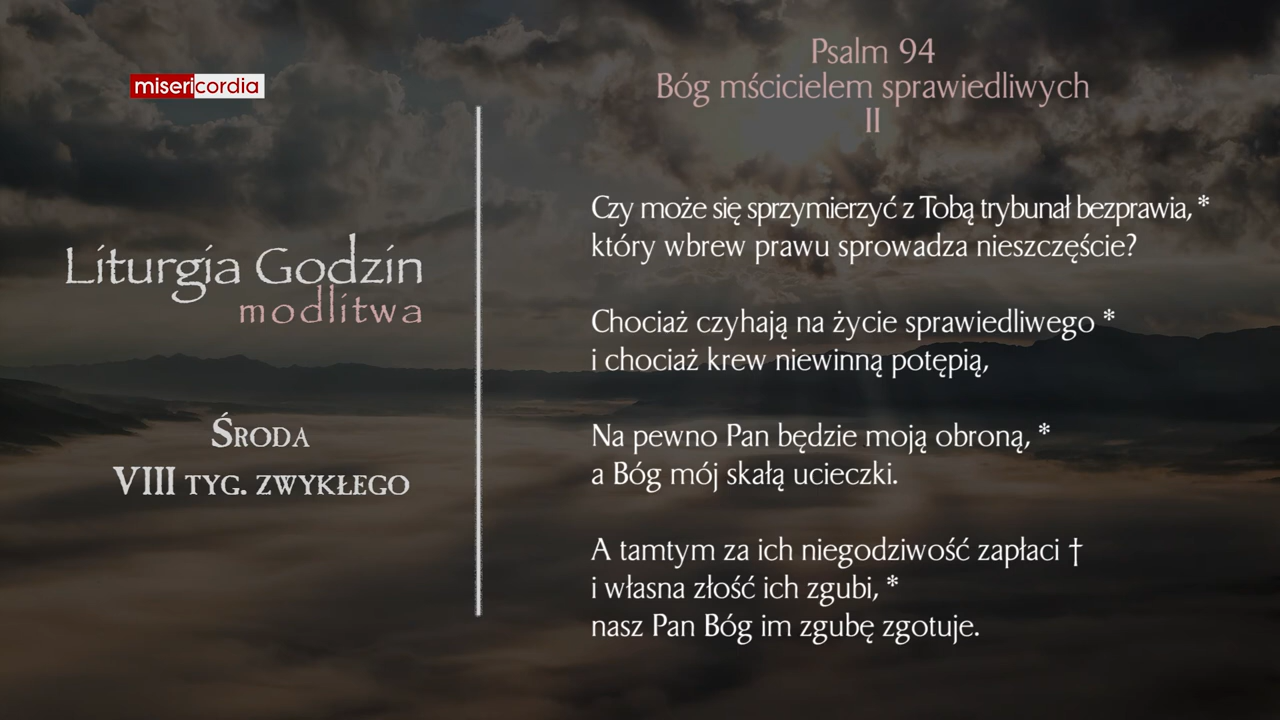 misericordia
Liturgia Godzin
modlitwa
Środa
VIII tyg. zwykłego
Psalm 94
Bóg mścicielem sprawiedliwych
II
Czy może się sprzymierzyć z Tobą trybunał bezprawia, *
który wbrew prawu sprowadza nieszczęście?
Chociaż czyhają na życie sprawiedliwego *
i chociaż krew niewinną potępią,
Na pewno Pan będzie moją obroną, *
a Bóg mój skałą ucieczki.
A tamtym za ich niegodziwość zapłaci †
i własna złość ich zgubi, *
nasz Pan Bóg im zgubę zgotuje.